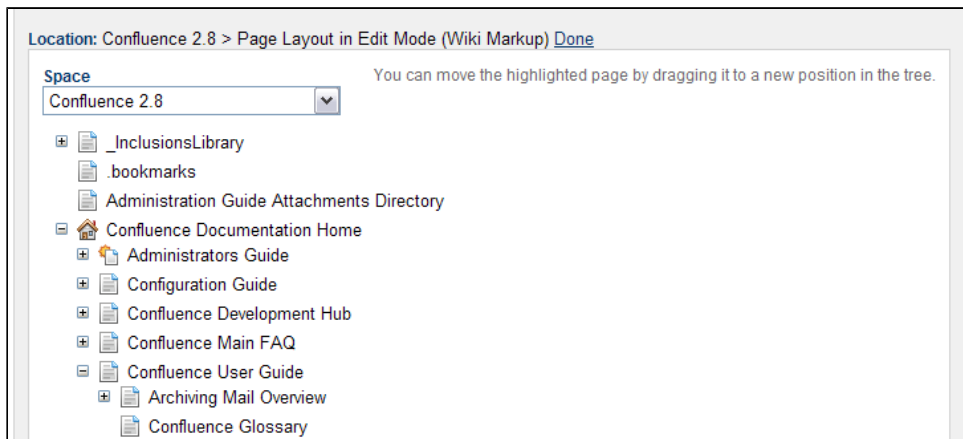 Location: Confluence 2.8 > Page Layout in Edit Mode (Wiki Markup) Done
Space
You can move the highlighted page by dragging it to a new position in the tree.
Confluence 2.8
_InclusionsLibrary
.bookmarks
Administration Guide Attachments Directory
Confluence Documentation Home
Administrators Guide
Configuration Guide
Confluence Development Hub
Confluence Main FAQ
Confluence User Guide
Archiving Mail Overview
Confluence Glossary